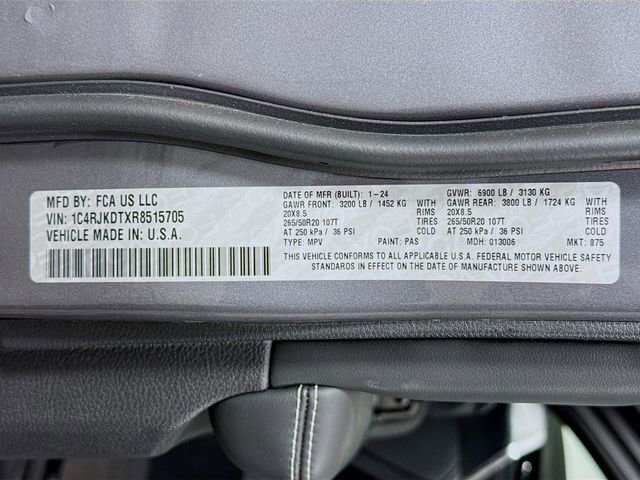 MFD BY: FCA US LLC
VIN: 1C4RJKDTXR8515705
VEHICLE MADE IN: U.S.A.
DATE OF MFR (BUILT): 1-24 GVWR: 6900 LB / 3130 KG
GAWR FRONT: 3200 LB / 1452 KG WITH GAWR REAR: 3800 LB / 1724 KG WITH
20X8.5 RIMS 20X8.5 RIMS
265/50R20 107T TIRES 265/50R20 107T TIRES
AT 250 kPa / 36 PSI COLD AT 250 kPa / 36 PSI COLD
TYPE: MPV PAINT: PAS MDH: 013006 MKT: 875
THIS VEHICLE CONFORMS TO ALL APPLICABLE U.S.A. FEDERAL MOTOR VEHICLE SAFETY
STANDARDS IN EFFECT ON THE DATE OF MANUFACTURE SHOWN ABOVE.